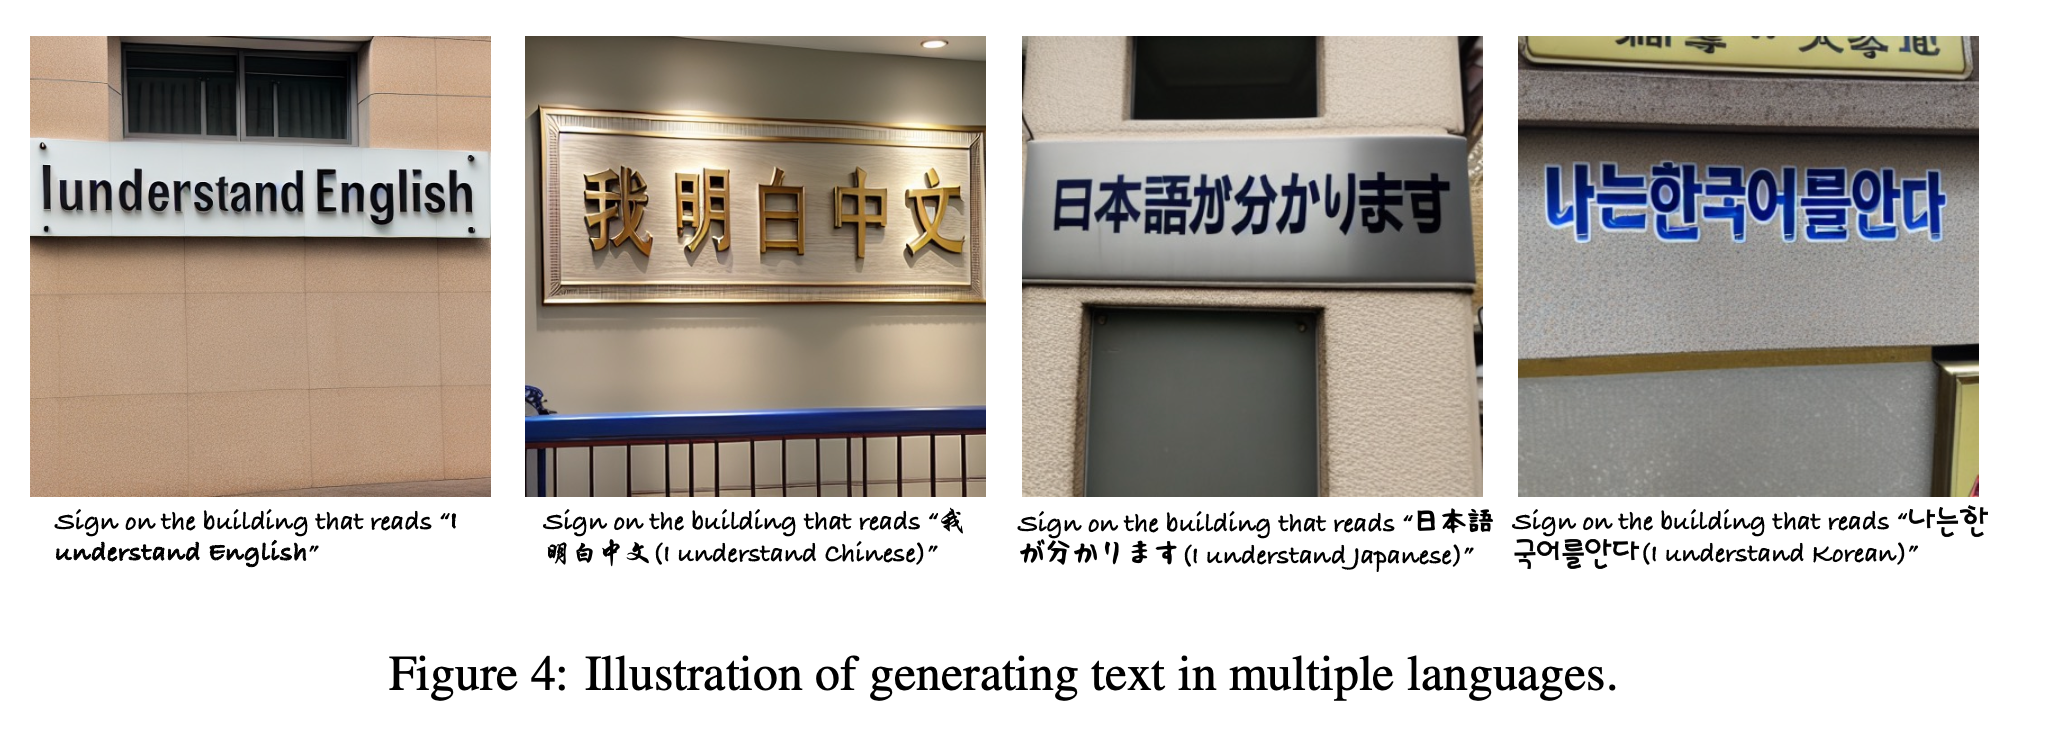 Iunderstand English
我明白中文
日本語が分かります
나는한국어를안다
Sign on the building that reads “I
understand English”
Sign on the building that reads “我
明白中文(I understand Chinese)”
Sign on the building that reads “日本語
が分かります(I understand Japanese)”
Sign on the building that reads “나는한
국어를안다(I understand Korean)”
Figure 4: Illustration of generating text in multiple languages.